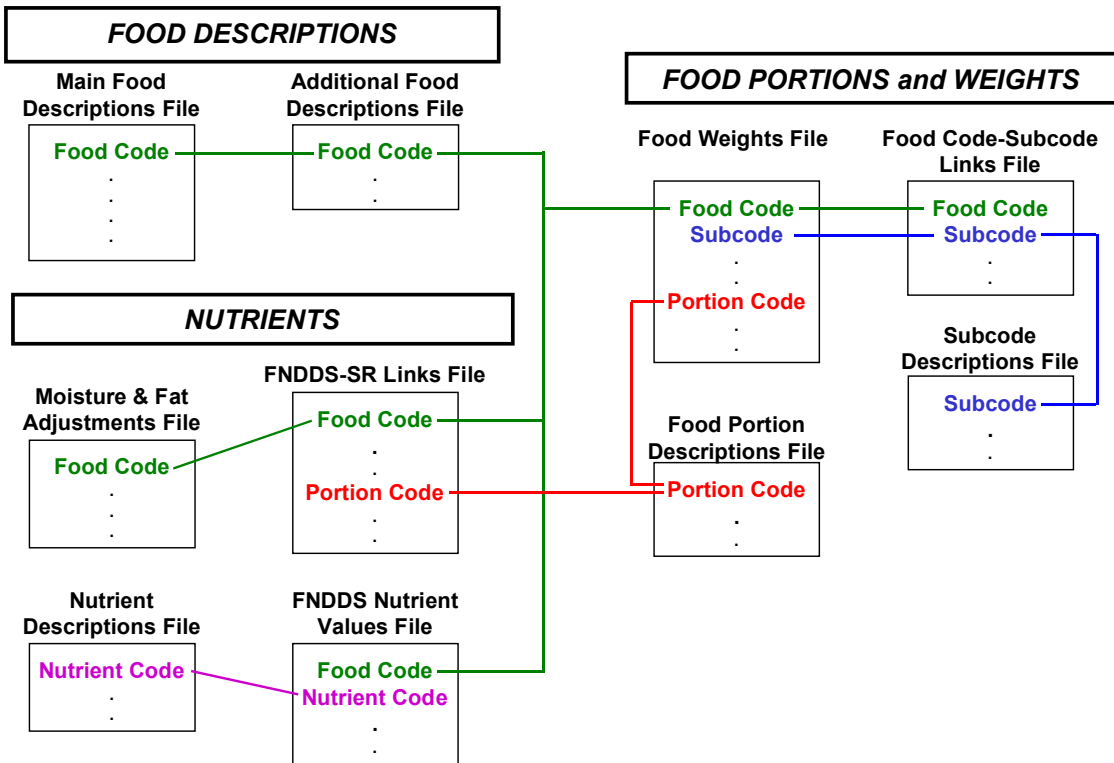 FOOD DESCRIPTIONS
Main Food
Descriptions File
Food Code
.
.
.
.
Additional Food
Descriptions File
Food Code
.
.
NUTRIENTS
Moisture & Fat
Adjustments File
Food Code
.
.
.
FNDDS-SR Links File
Food Code
.
.
Portion Code
.
.
Nutrient
Descriptions File
Nutrient Code
.
.
FNDDS Nutrient
Values File
Food Code
Nutrient Code
.
.
FOOD PORTIONS and WEIGHTS
Food Weights File
Food Code
Subcode
.
.
Portion Code
.
.
Food Code-Subcode
Links File
Food Code
Subcode
.
.
Subcode
Descriptions File
Subcode
.
.
Food Portion
Descriptions File
Portion Code
.
.